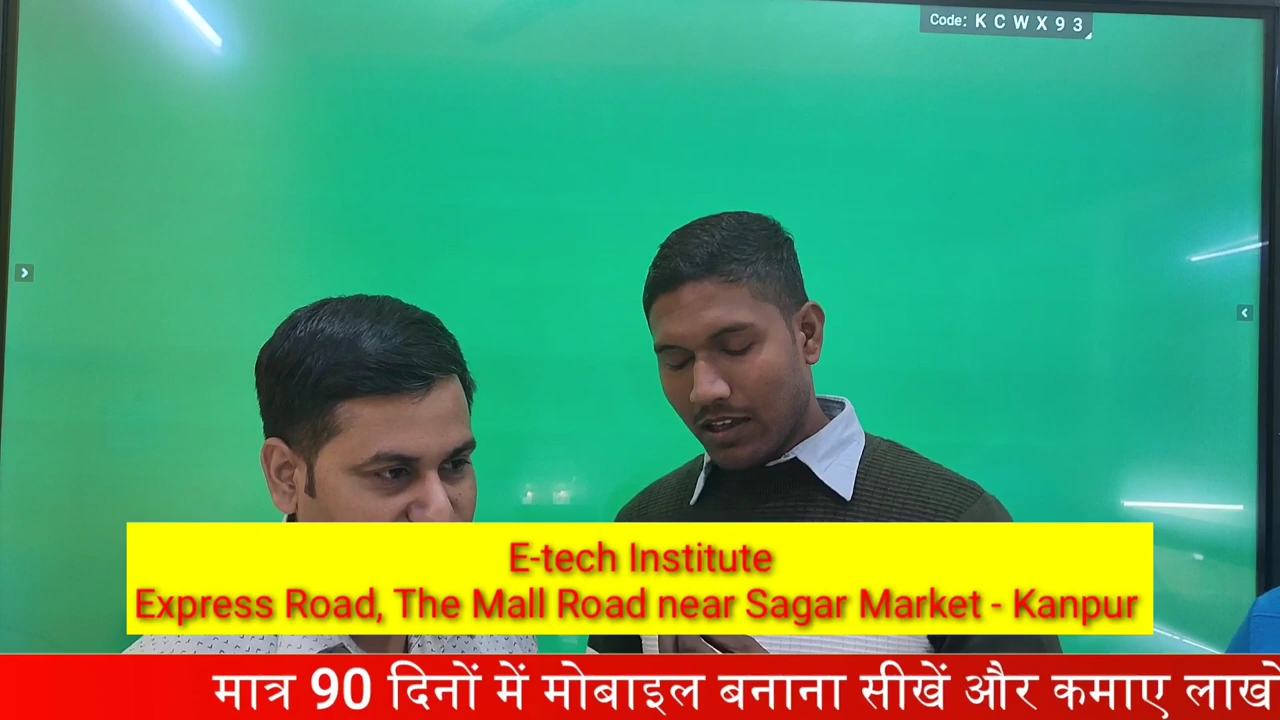 Code: K C W X 9 3
E-tech Institute
Express Road, The Mall Road near Sagar Market - Kanpur
मात्र 90 दिनों में मोबाइल बनाना सीखें और कमाए लाखो